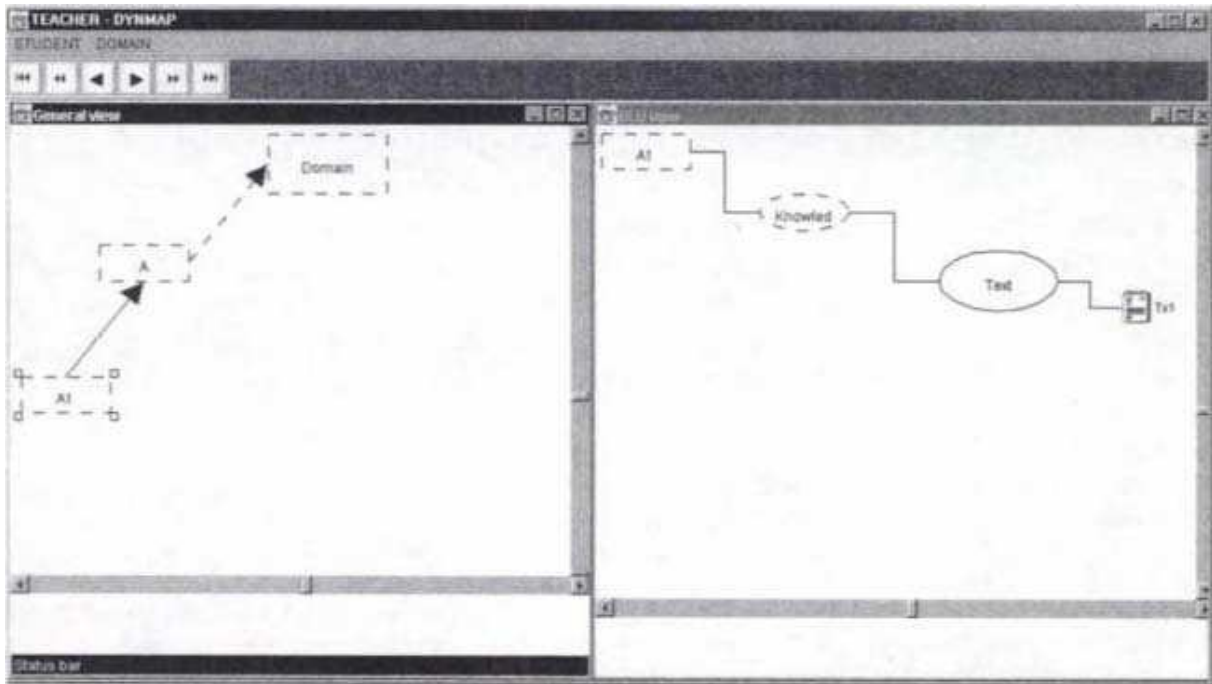 TEACHER - DYNMAP
STUDENT DOMAIN
General view
Domain
A
A1
Status bar
A1
Knowled
Text
Tx1